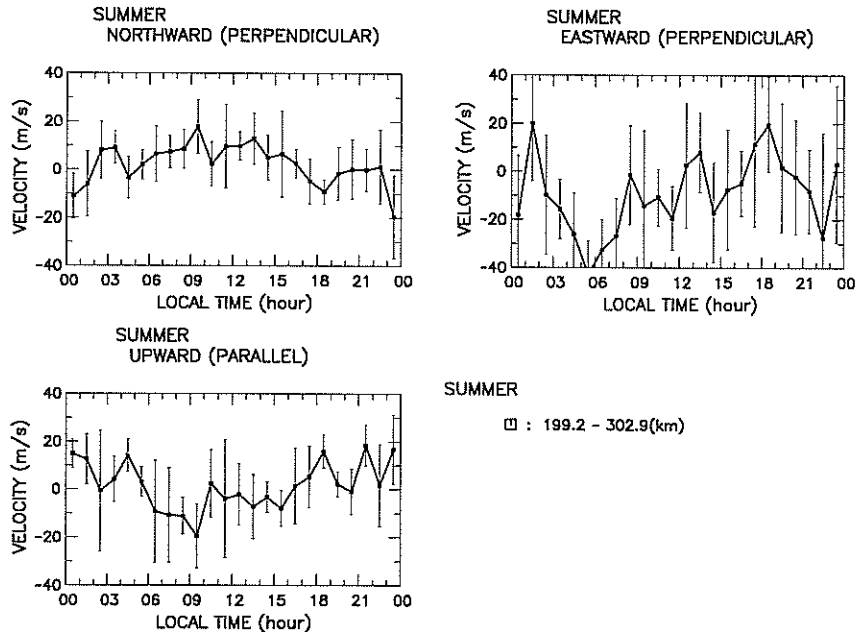 SUMMER
NORTHWARD (PERPENDICULAR)
VELOCITY (m/s)
40
20
0
-20
-40
00 03 06 09 12 15 18 21 00
LOCAL TIME (hour)
SUMMER
EASTWARD (PERPENDICULAR)
VELOCITY (m/s)
40
20
0
-20
-40
00 03 06 09 12 15 18 21 00
LOCAL TIME (hour)
SUMMER
UPWARD (PARALLEL)
VELOCITY (m/s)
40
20
0
-20
-40
00 03 06 09 12 15 18 21 00
LOCAL TIME (hour)
SUMMER
: 199.2 - 302.9(km)